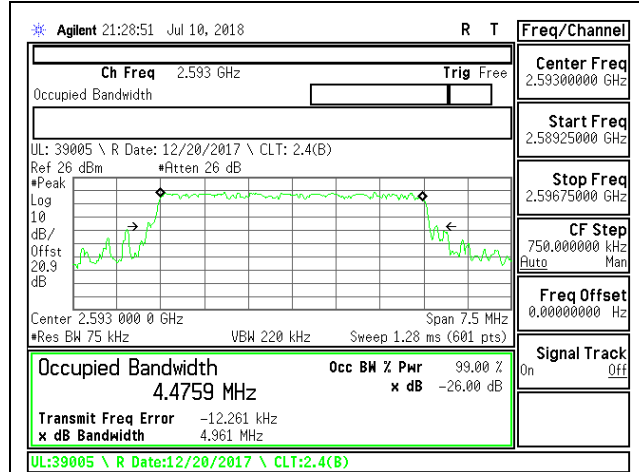 Agilent 21:28:51 Jul 10, 2018 R T
Freq/Channel
Ch Freq 2.593 GHz Trig Free
Occupied Bandwidth
UL: 39005 \ R Date: 12/20/2017 \ CLT: 2.4(B)
Ref 26 dBm #Atten 26 dB
#Peak
Log
10
dB/
Offst
20.9
dB
Center 2.593 000 0 GHz Span 7.5 MHz
#Res BW 75 kHz VBW 220 kHz Sweep 1.28 ms (601 pts)
Occupied Bandwidth Occ BW % Pwr 99.00 %
4.4759 MHz x dB -26.00 dB
Transmit Freq Error -12.261 kHz
x dB Bandwidth 4.961 MHz
UL:39005 \ R Date:12/20/2017 \ CLT:2.4(B)
Center Freq
2.59300000 GHz
Start Freq
2.58925000 GHz
Stop Freq
2.59675000 GHz
CF Step
750.000000 kHz
Auto Man
Freq Offset
0.00000000 Hz
Signal Track
On Off